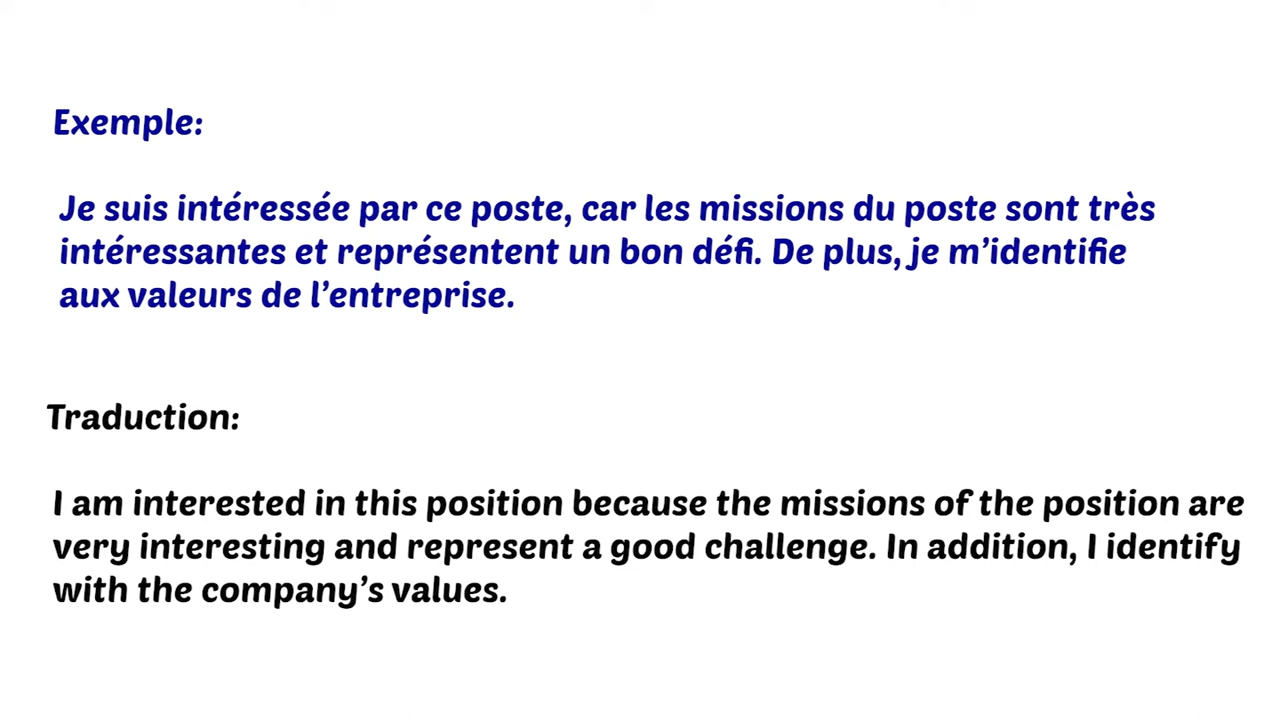 Exemple:
Je suis intéressée par ce poste, car les missions du poste sont très
intéressantes et représentent un bon défi. De plus, je m’identifie
aux valeurs de l’entreprise.
Traduction:
I am interested in this position because the missions of the position are
very interesting and represent a good challenge. In addition, I identify
with the company’s values.